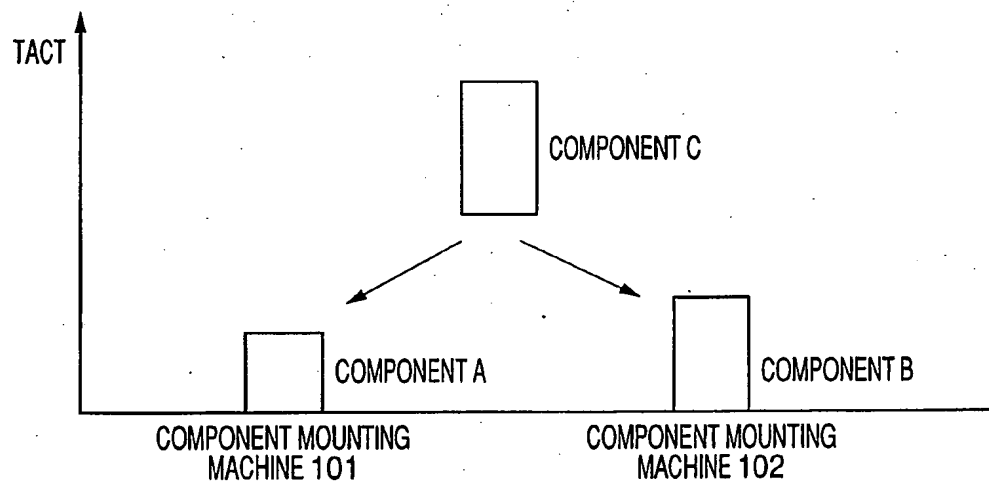 TACT
COMPONENT C
COMPONENT A
COMPONENT B
COMPONENT MOUNTING
MACHINE 101
COMPONENT MOUNTING
MACHINE 102